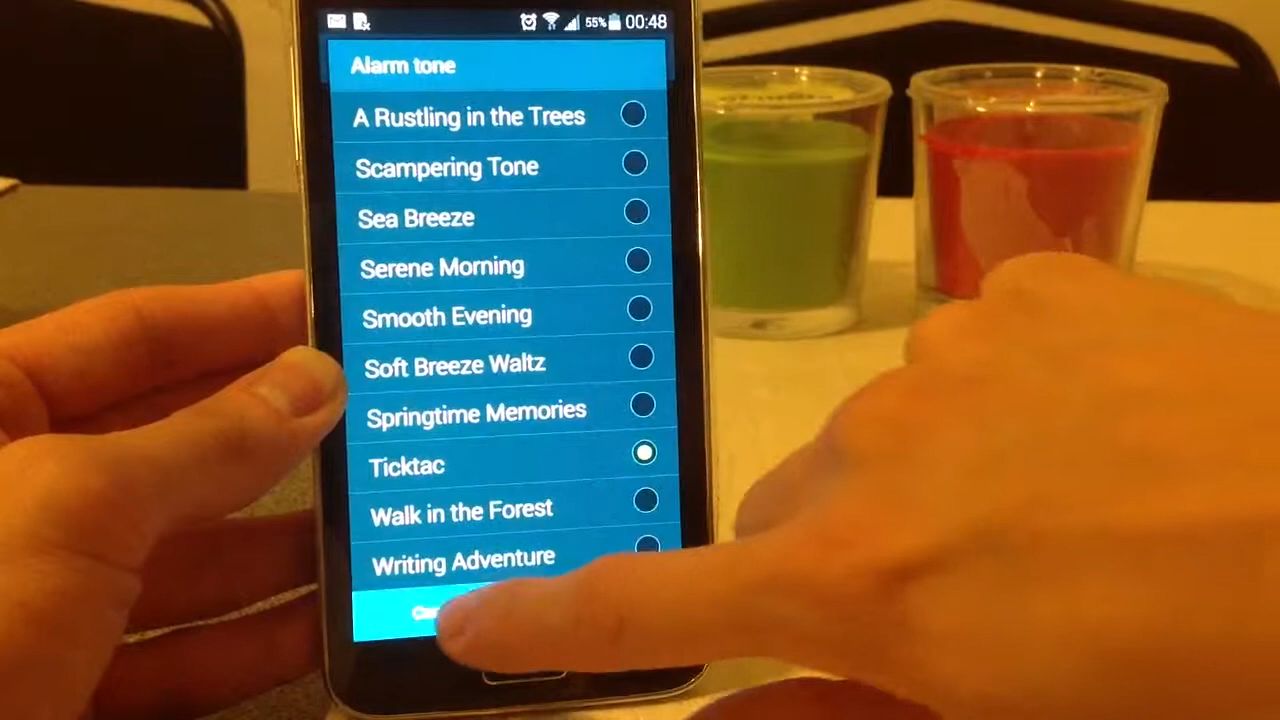 55% 00:48
Alarm tone
A Rustling in the Trees
Scampering Tone
Sea Breeze
Serene Morning
Smooth Evening
Soft Breeze Waltz
Springtime Memories
Ticktac
Walk in the Forest
Writing Adventure